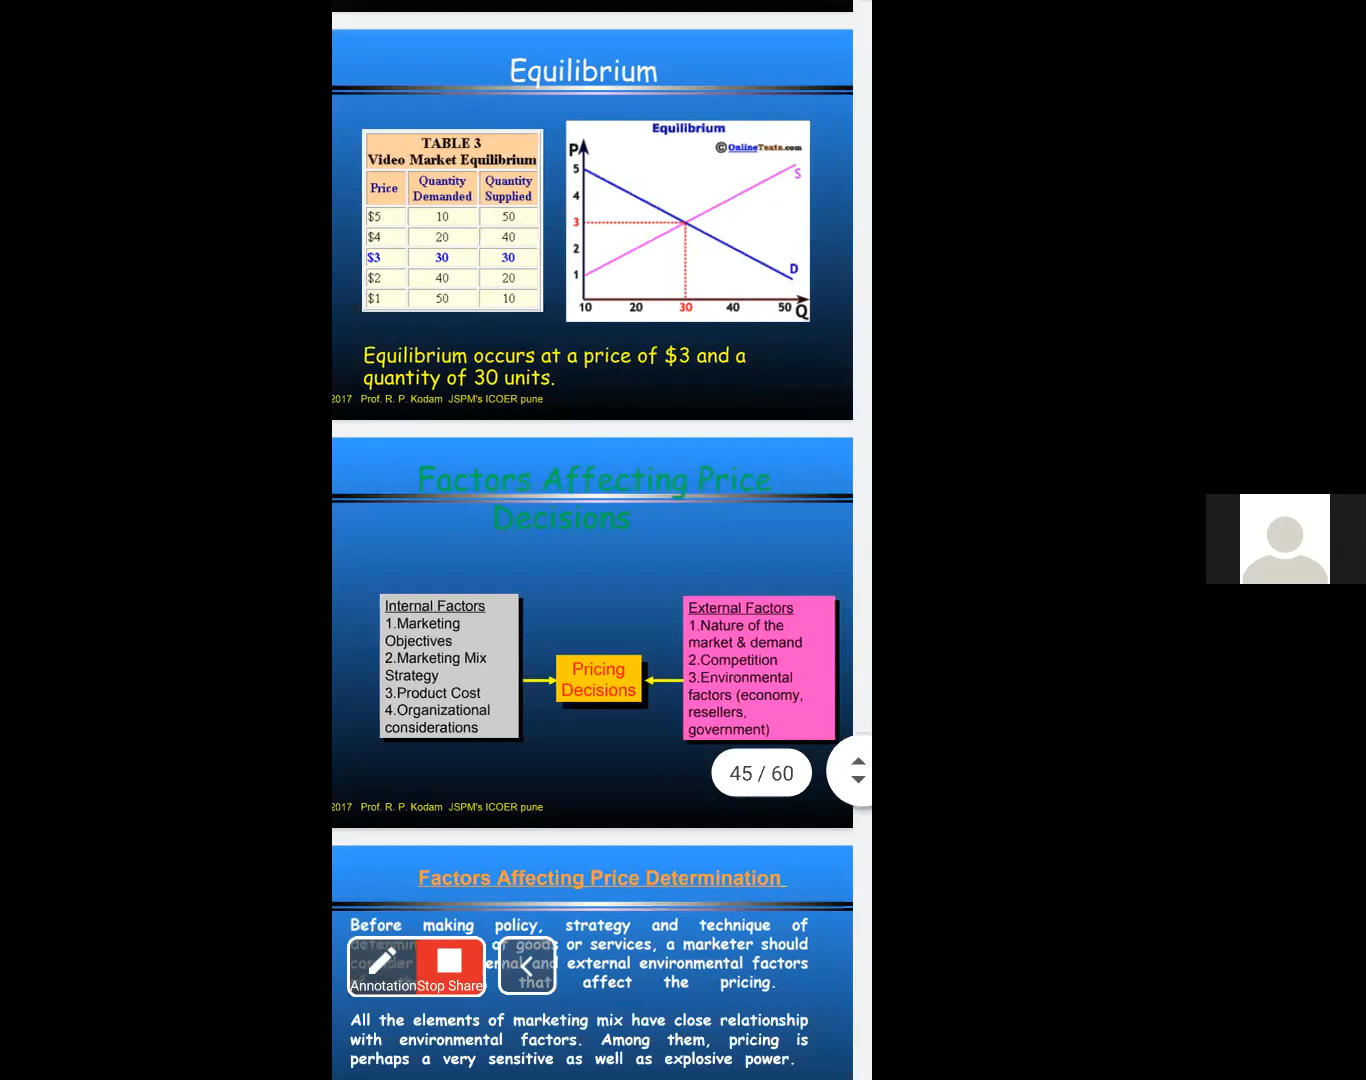 Equilibrium
TABLE 3
Video Market Equilibrium
Price Quantity Demanded Quantity Supplied
$5 10 50
$4 20 40
$3 30 30
$2 40 20
$1 50 10
Equilibrium
© OnlineTexts.com
P
5
4
3
2
1
S
D
10 20 30 40 50 Q
Equilibrium occurs at a price of $3 and a
quantity of 30 units.
2017 Prof. R. P. Kodam JSPM's ICOER pune
Factors Affecting Price
Decisions
Internal Factors
1.Marketing
Objectives
2.Marketing Mix
Strategy
3.Product Cost
4.Organizational
considerations
Pricing
Decisions
External Factors
1.Nature of the
market & demand
2.Competition
3.Environmental
factors (economy,
resellers,
government)
45 / 60
2017 Prof. R. P. Kodam JSPM's ICOER pune
Factors Affecting Price Determination
Before making policy, strategy and technique of
goods or services, a marketer should
and external environmental factors
that affect the pricing.
Annotation Stop Share
All the elements of marketing mix have close relationship
with environmental factors. Among them, pricing is
perhaps a very sensitive as well as explosive power.